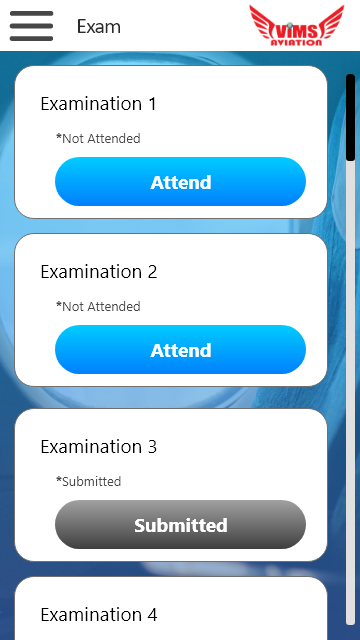 Exam
ViMS
AVIATION
Examination 1
*Not Attended
Attend
Examination 2
*Not Attended
Attend
Examination 3
*Submitted
Submitted
Examination 4